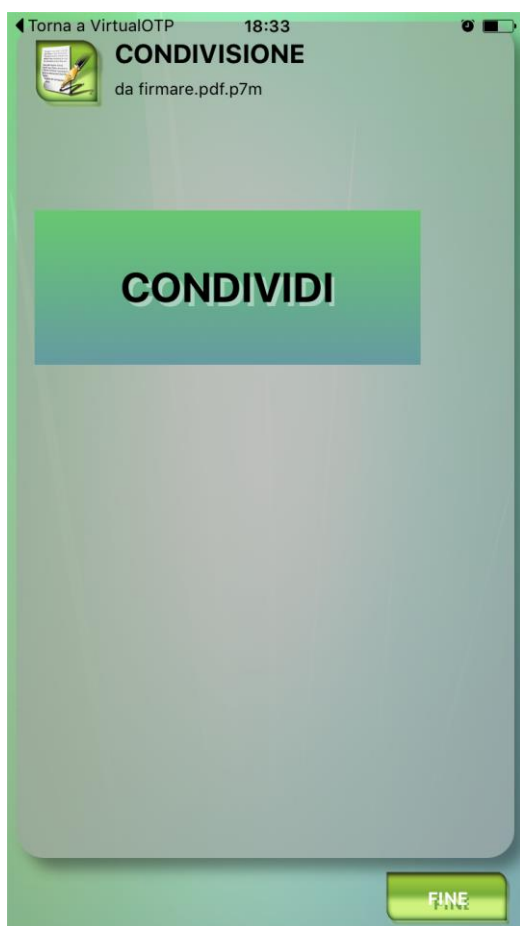 Torna a VirtualOTP 18:33
CONDIVISIONE
da firmare.pdf.p7m
CONDIVIDI
FINE